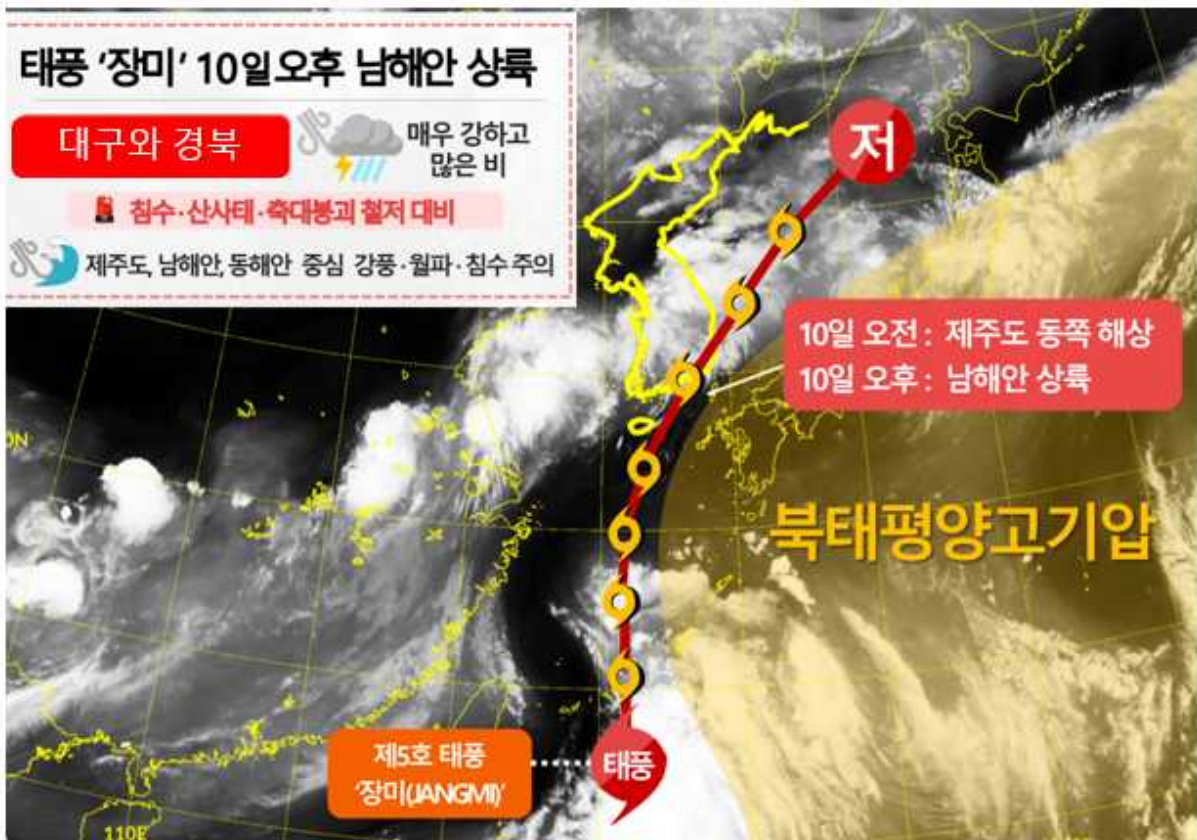 태풍 '장미' 10일 오후 남해안 상륙
대구와 경북
매우 강하고
많은 비
침수·산사태·축대붕괴 철저 대비
제주도, 남해안, 동해안 중심 강풍·월파·침수 주의
저
10일 오전 : 제주도 동쪽 해상
10일 오후 : 남해안 상륙
0N
북태평양고기압
제5호 태풍
'장미(JANGMI)'
태풍
110E